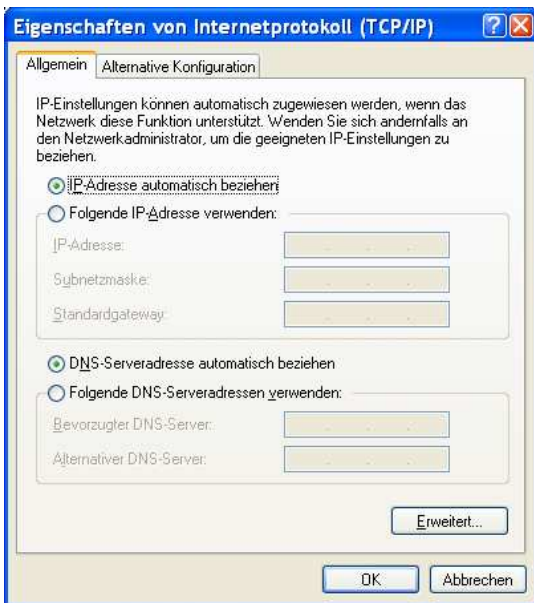 Eigenschaften von Internetprotokoll (TCP/IP)
Allgemein
Alternative Konfiguration
IP-Einstellungen können automatisch zugewiesen werden, wenn das
Netzwerk diese Funktion unterstützt. Wenden Sie sich andernfalls an
den Netzwerkadministrator, um die geeigneten IP-Einstellungen zu
beziehen.
IP-Adresse automatisch beziehen
Folgende IP-Adresse verwenden:
IP-Adresse:
Subnetzmaske:
Standardgateway:
DNS-Serveradresse automatisch beziehen
Folgende DNS-Serveradressen verwenden:
Bevorzugter DNS-Server:
Alternativer DNS-Server:
Erweitert...
OK
Abbrechen